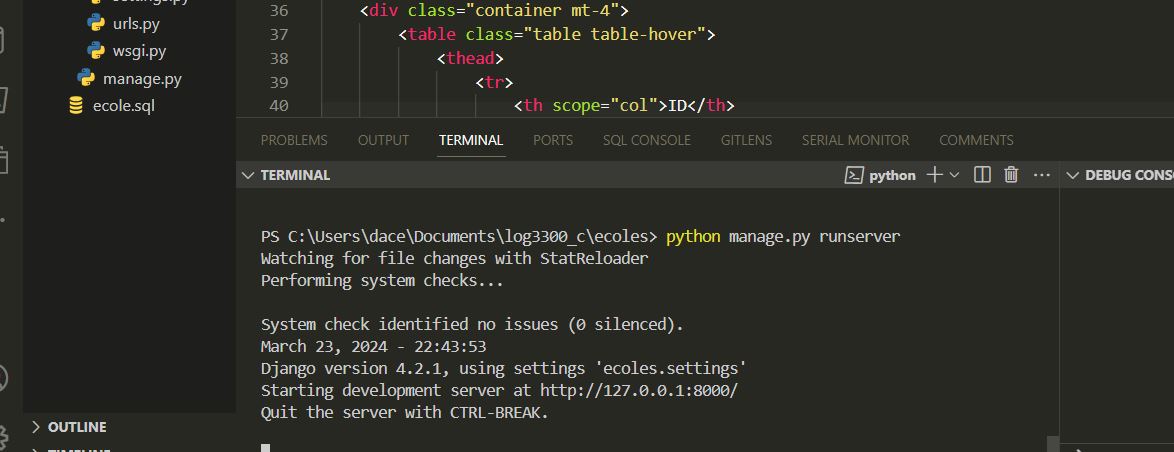 settings.py
urls.py
wsgi.py
manage.py
ecole.sql
OUTLINE
36 <div class="container mt-4">
37 <table class="table table-hover">
38 <thead>
39 <tr>
40 <th scope="col">ID</th>
PROBLEMS OUTPUT TERMINAL PORTS SQL CONSOLE GITLENS SERIAL MONITOR COMMENTS
TERMINAL python DEBUG CONS
PS C:\Users\dace\Documents\log3300_c\ecoles> python manage.py runserver
Watching for file changes with StatReloader
Performing system checks...
System check identified no issues (0 silenced).
March 23, 2024 - 22:43:53
Django version 4.2.1, using settings 'ecoles.settings'
Starting development server at http://127.0.0.1:8000/
Quit the server with CTRL-BREAK.